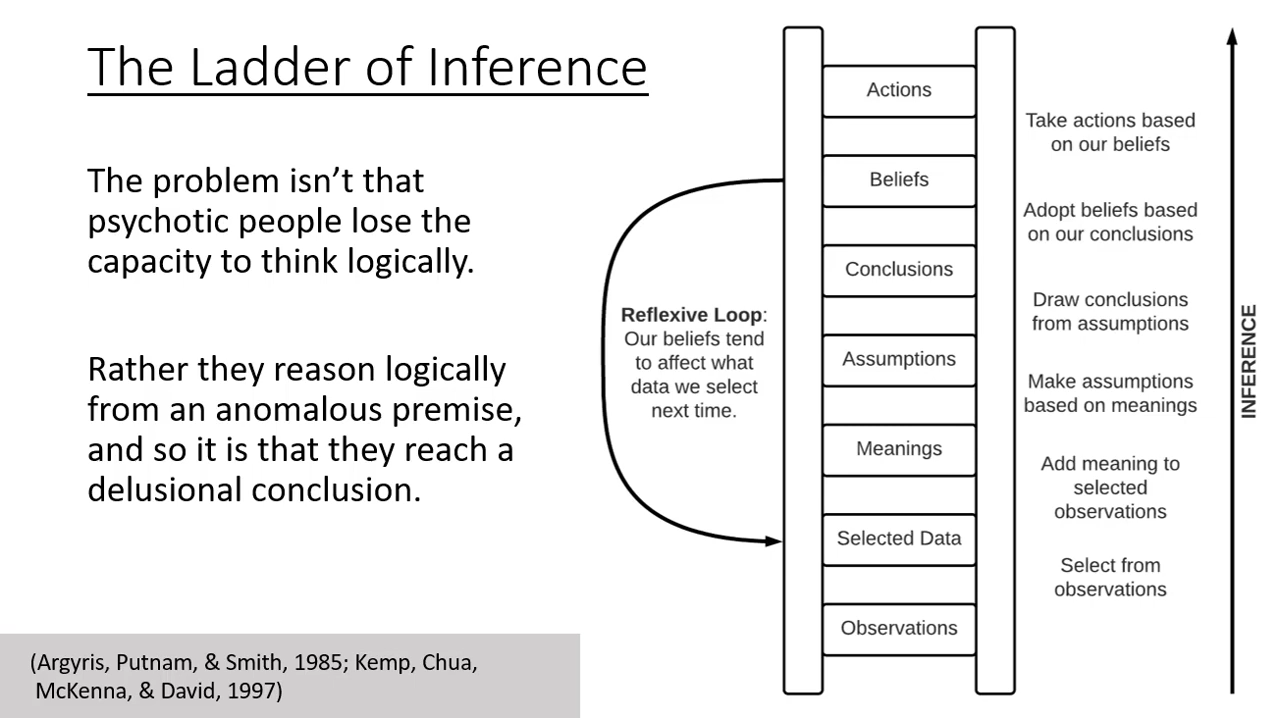 The Ladder of Inference
The problem isn’t that
psychotic people lose the
capacity to think logically.
Rather they reason logically
from an anomalous premise,
and so it is that they reach a
delusional conclusion.
(Argyris, Putnam, & Smith, 1985; Kemp, Chua,
McKenna, & David, 1997)
Reflexive Loop:
Our beliefs tend
to affect what
data we select
next time.
Actions
Beliefs
Conclusions
Assumptions
Meanings
Selected Data
Observations
Take actions based
on our beliefs
Adopt beliefs based
on our conclusions
Draw conclusions
from assumptions
Make assumptions
based on meanings
Add meaning to
selected
observations
Select from
observations
INFERENCE